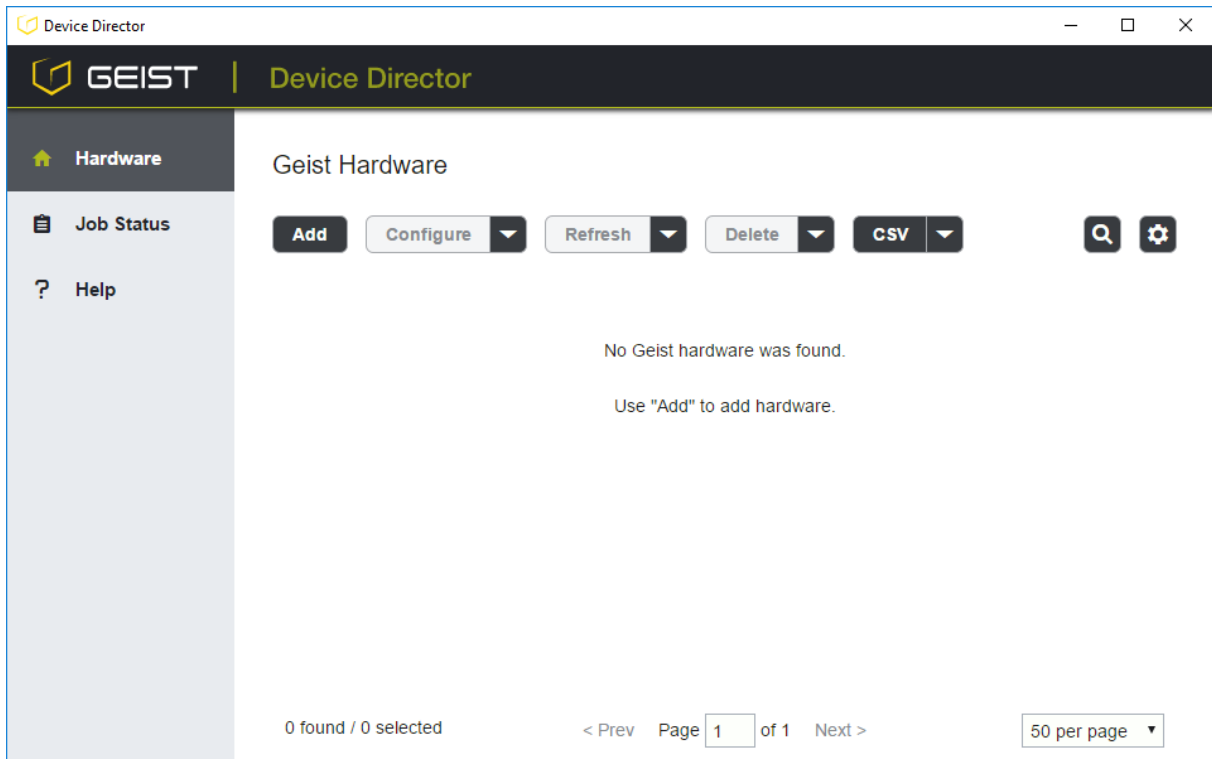 Device Director
GEIST | Device Director
Hardware
Job Status
? Help
Geist Hardware
Add Configure Refresh Delete CSV
No Geist hardware was found.
Use "Add" to add hardware.
0 found / 0 selected < Prev Page 1 of 1 Next > 50 per page